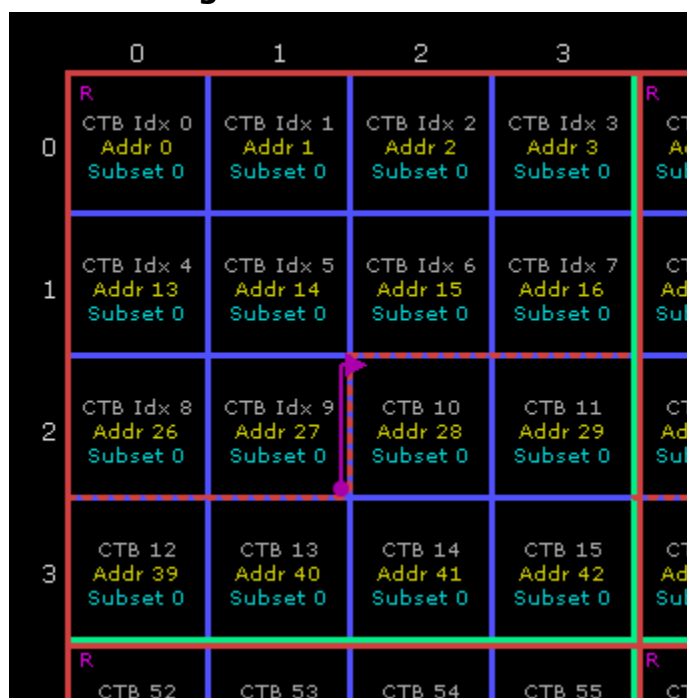 0 1 2 3
R R
0 CTB Idx 0 CTB Idx 1 CTB Idx 2 CTB Idx 3
Addr 0 Addr 1 Addr 2 Addr 3
Subset 0 Subset 0 Subset 0 Subset 0
1 CTB Idx 4 CTB Idx 5 CTB Idx 6 CTB Idx 7
Addr 13 Addr 14 Addr 15 Addr 16
Subset 0 Subset 0 Subset 0 Subset 0
2 CTB Idx 8 CTB Idx 9 CTB 10 CTB 11
Addr 26 Addr 27 Addr 28 Addr 29
Subset 0 Subset 0 Subset 0 Subset 0
3 CTB 12 CTB 13 CTB 14 CTB 15
Addr 39 Addr 40 Addr 41 Addr 42
Subset 0 Subset 0 Subset 0 Subset 0
R R
CTB 52 CTB 53 CTB 54 CTB 55